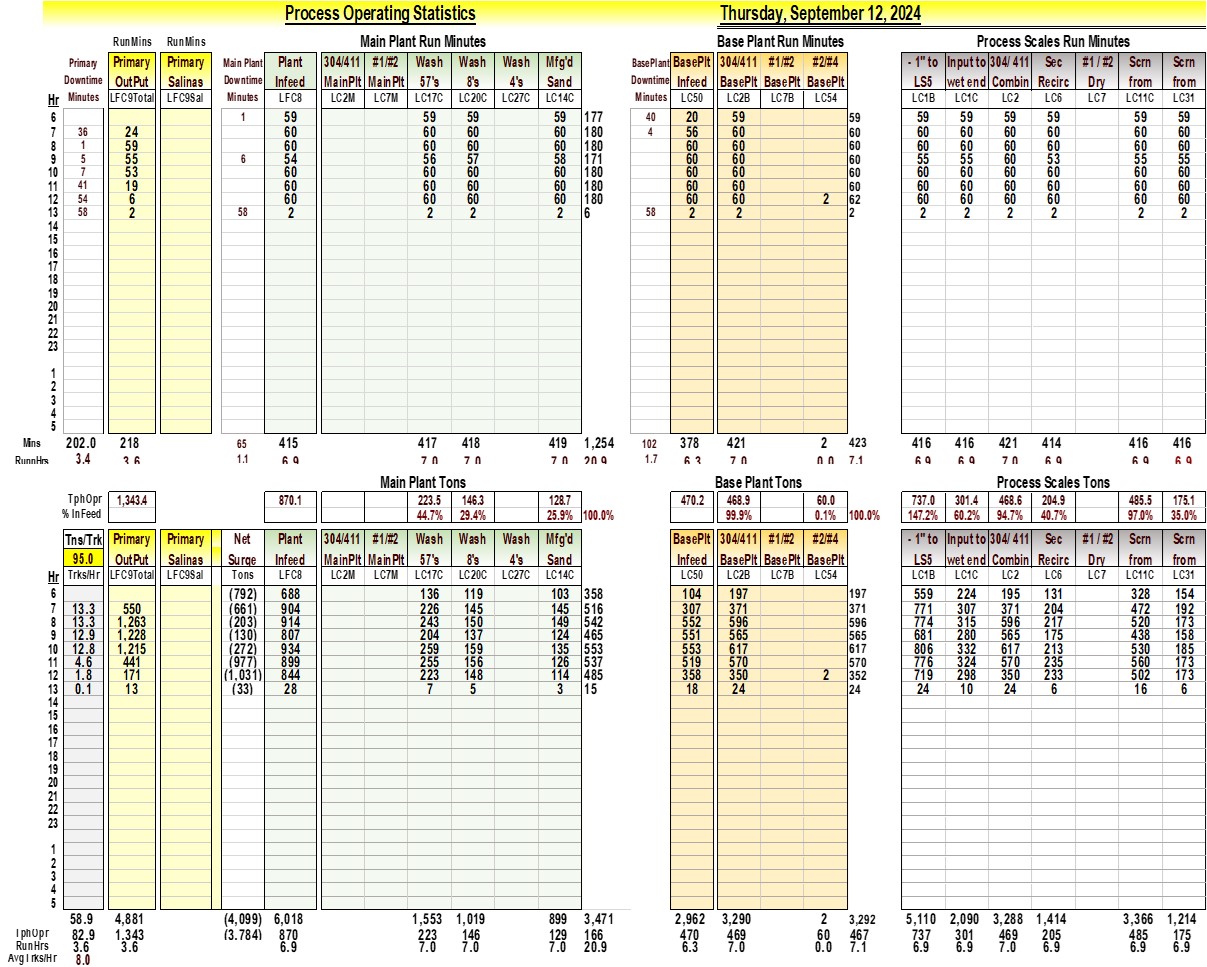 Process Operating Statistics Thursday, September 12, 2024
RunMins RunMins Main Plant Run Minutes Base Plant Run Minutes Process Scales Run Minutes
Primary Primary Primary Main Plant Plant 304/411 #1/#2 Wash Wash Wash Mfg'd BasePlant BasePlt 304/411 #1/#2 #2/#4 - 1" to Input to 304/ 411 Sec #1 / #2 Scrn Scrn
Downtime OutPut Salinas Downtime Infeed MainPlt MainPlt 57's 8's 4's Sand Downtime Infeed BasePlt BasePlt BasePlt LS5 wet end Combin Recirc Dry from from
Hr Minutes LFC9Total LFC9Sal Minutes LFC8 LC2M LC7M LC17C LC20C LC27C LC14C Minutes LC50 LC2B LC7B LC54 LC1B LC1C LC2 LC6 LC7 LC11C LC31
6 1 59 59 59 59 177 40 20 59 59 59 59 59 59 59 59
7 36 24 60 60 60 60 180 4 56 60 60 60 60 60 60 60 60
8 1 59 60 60 60 60 180 60 60 60 60 60 60 60 60 60
9 5 55 6 54 56 57 58 171 60 60 60 55 55 60 53 55 55
10 7 53 60 60 60 60 180 60 60 60 60 60 60 60 60 60
11 41 19 60 60 60 60 180 60 60 60 60 60 60 60 60 60
12 54 6 60 60 60 60 180 60 60 2 62 60 60 60 60 60 60
13 58 2 58 2 2 2 2 6 58 2 2 2 2 2 2 2 2 2
14
15
16
17
18
19
20
21
22
23
1
2
3
4
5
Mins 202.0 218 65 415 417 418 419 1,254 102 378 421 2 423 416 416 421 414 416 416
RunnHrs 3.4 3.6 1.1 6.9 7.0 7.0 7.0 20.9 1.7 6.3 7.0 0.0 7.1 6.9 6.9 7.0 6.9 6.9 6.9
Main Plant Tons Base Plant Tons Process Scales Tons
TphOpr 1,343.4 870.1 223.5 146.3 128.7 470.2 468.9 60.0 737.0 301.4 468.6 204.9 485.5 175.1
% InFeed 44.7% 29.4% 25.9% 100.0% 99.9% 0.1% 100.0% 147.2% 60.2% 94.7% 40.7% 97.0% 35.0%
Tns/Trk Primary Primary Net Plant 304/411 #1/#2 Wash Wash Wash Mfg'd BasePlt 304/411 #1/#2 #2/#4 - 1" to Input to 304/ 411 Sec #1 / #2 Scrn Scrn
95.0 OutPut Salinas Surge Infeed MainPlt MainPlt 57's 8's 4's Sand Infeed BasePlt BasePlt BasePlt LS5 wet end Combin Recirc Dry from from
Hr Trks/Hr LFC9Total LFC9Sal Tons LFC8 LC2M LC7M LC17C LC20C LC27C LC14C LC50 LC2B LC7B LC54 LC1B LC1C LC2 LC6 LC7 LC11C LC31
6 (792) 688 136 119 103 358 104 197 197 559 224 195 131 328 154
7 13.3 550 (661) 904 226 145 145 516 307 371 371 771 307 371 204 472 192
8 13.3 1,263 (203) 914 243 150 149 542 552 596 596 774 315 596 217 520 173
9 12.9 1,228 (130) 807 204 137 124 465 551 565 565 681 280 565 175 438 158
10 12.8 1,215 (272) 934 259 159 135 553 553 617 617 806 332 617 213 530 185
11 4.6 441 (977) 899 255 156 126 537 519 570 570 776 324 570 235 560 173
12 1.8 171 (1,031) 844 223 148 114 485 358 350 2 352 719 298 350 233 502 173
13 0.1 13 (33) 28 7 5 3 15 18 24 24 24 10 24 6 16 6
14
15
16
17
18
19
20
21
22
23
1
2
3
4
5
58.9 4,881 (4,099) 6,018 1,553 1,019 899 3,471 2,962 3,290 2 3,292 5,110 2,090 3,288 1,414 3,366 1,214
TphOpr 82.9 1,343 (3,784) 870 223 146 129 166 470 469 60 467 737 301 469 205 485 175
RunHrs 3.6 3.6 6.9 7.0 7.0 7.0 20.9 6.3 7.0 0.0 7.1 6.9 6.9 7.0 6.9 6.9 6.9
AvgTrks/Hr 8.0